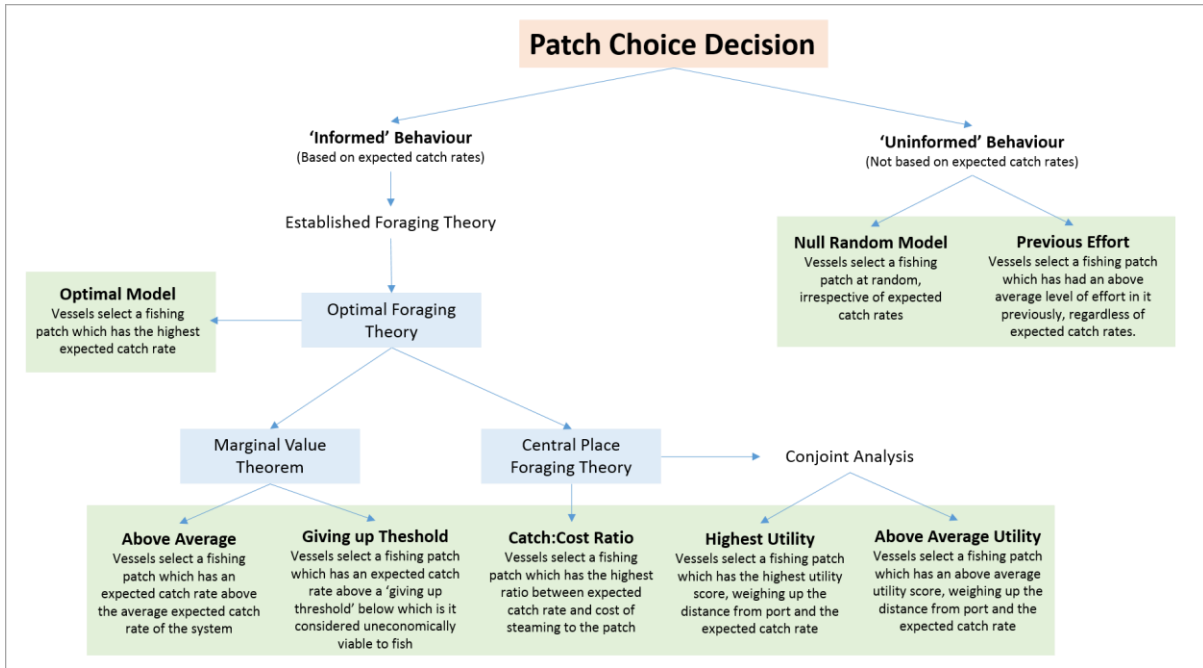 Patch Choice Decision
‘Informed’ Behaviour
(Based on expected catch rates)
‘Uninformed’ Behaviour
(Not based on expected catch rates)
Established Foraging Theory
Null Random Model
Vessels select a fishing
patch at random,
irrespective of expected
catch rates
Previous Effort
Vessels select a fishing patch
which has had an above
average level of effort in it
previously, regardless of
expected catch rates.
Optimal Model
Vessels select a fishing
patch which has the highest
expected catch rate
Optimal Foraging
Theory
Marginal Value
Theorem
Central Place
Foraging Theory
Conjoint Analysis
Above Average
Vessels select a fishing
patch which has an
expected catch rate above
the average expected catch
rate of the system
Giving up Theshold
Vessels select a fishing patch
which has an expected catch
rate above a ‘giving up
threshold’ below which is it
considered uneconomically
viable to fish
Catch:Cost Ratio
Vessels select a fishing
patch which has the highest
ratio between expected
catch rate and cost of
steaming to the patch
Highest Utility
Vessels select a fishing patch
which has the highest utility
score, weighing up the
distance from port and the
expected catch rate
Above Average Utility
Vessels select a fishing patch
which has an above average
utility score, weighing up the
distance from port and the
expected catch rate